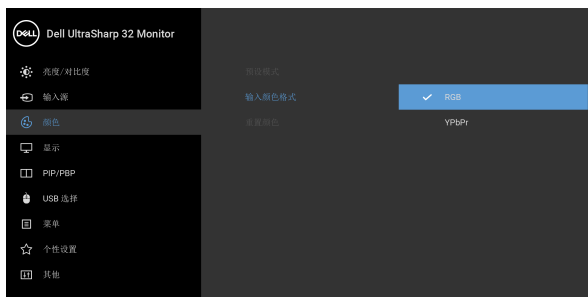 DELL
Dell UltraSharp 32 Monitor
亮度/对比度
输入源
颜色
显示
PIP/PBP
USB 选择
菜单
个性设置
其他
预设模式
输入颜色格式
重置颜色
RGB
YPbPr